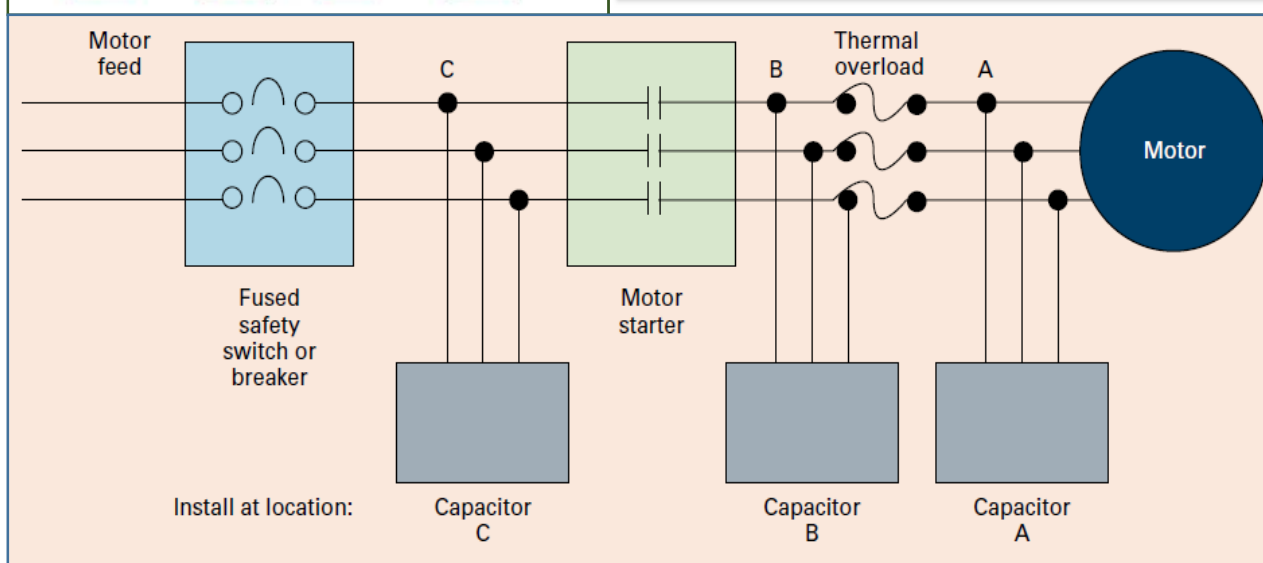 Motor
feed
C
B
Thermal
overload
A
Motor
Fused
safety
switch or
breaker
Motor
starter
Install at location:
Capacitor
C
Capacitor
B
Capacitor
A